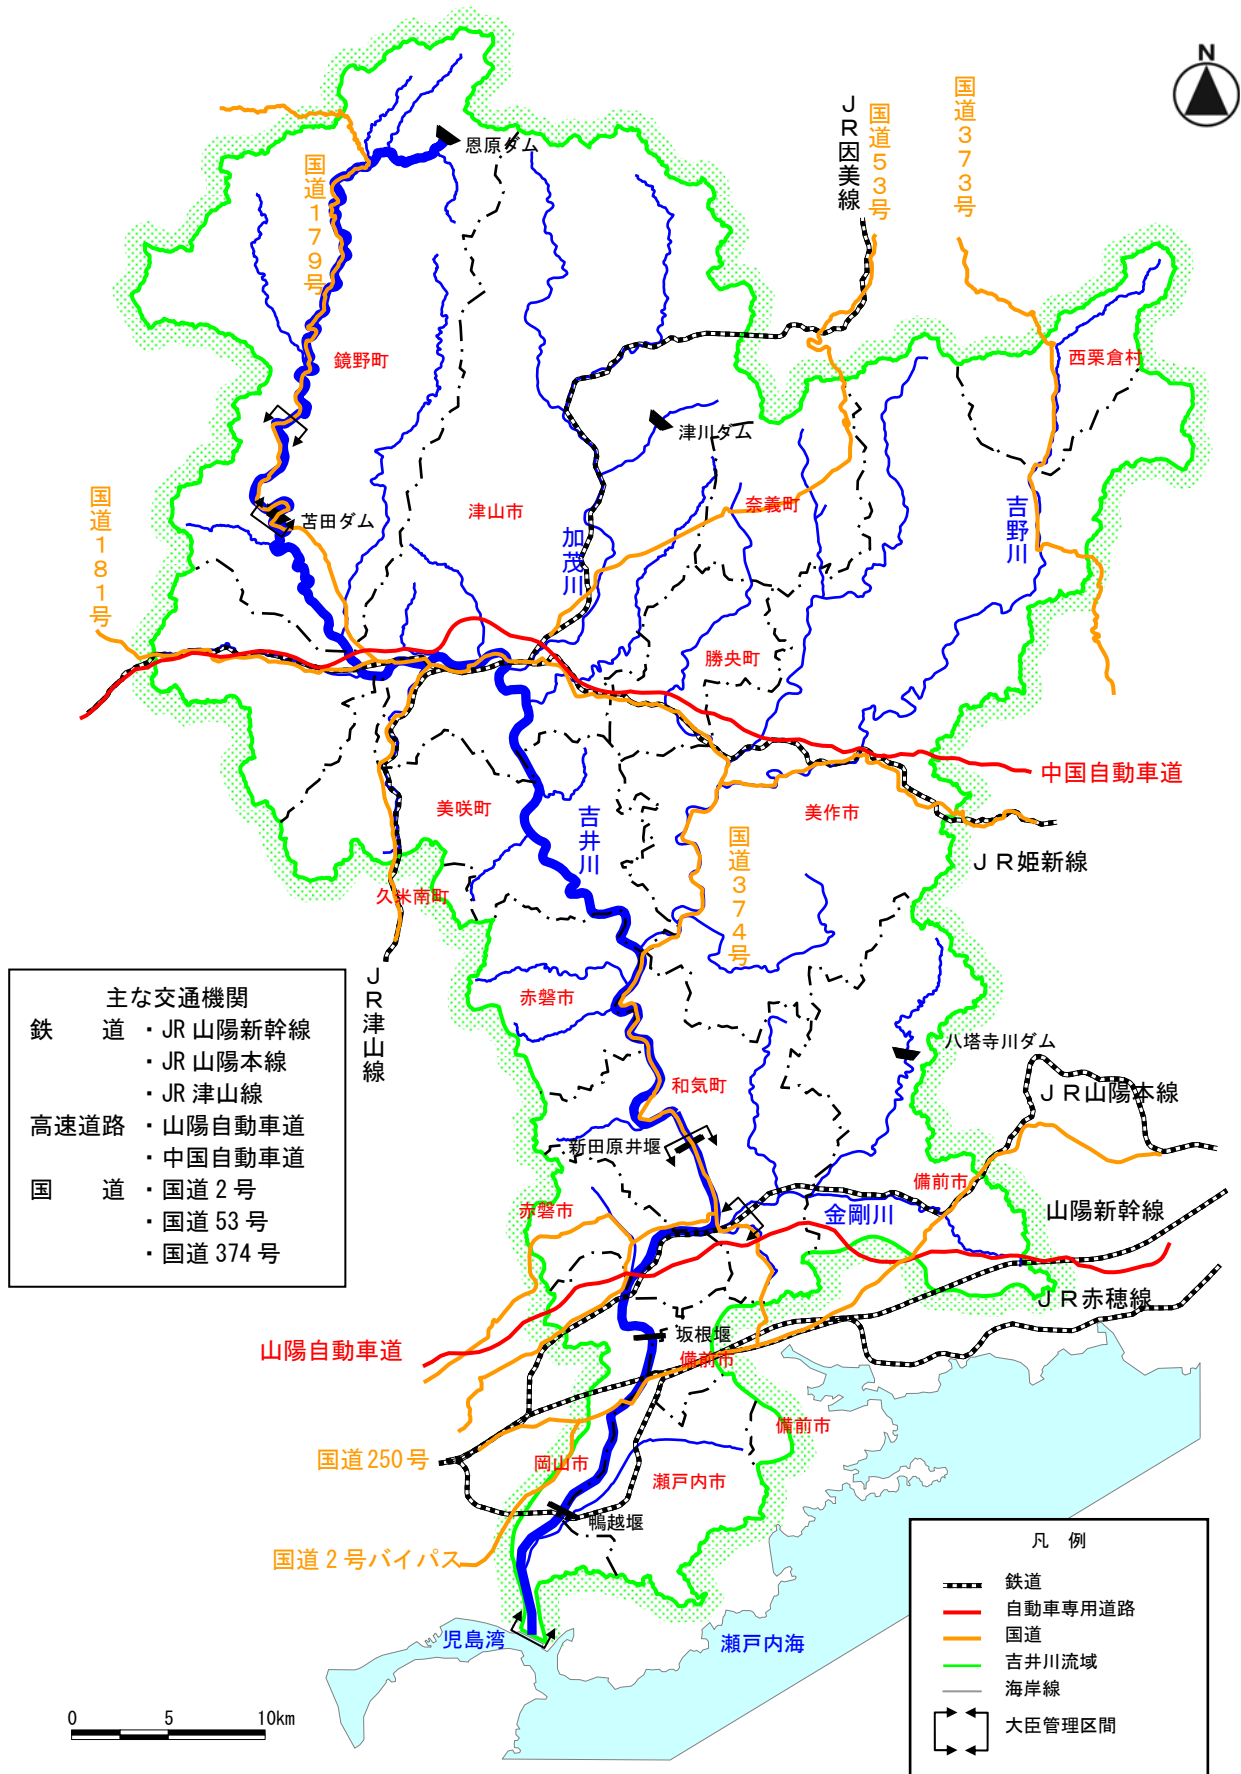 N
国道373号
JR因美線
国道53号
恩原ダム
国道179号
鏡野町
西粟倉村
津川ダム
国道181号
津山市
奈義町
苫田ダム
加茂川
吉野川
勝央町
中国自動車道
美咲町
吉井川
美作市
国道374号
JR姫新線
久米南町
主な交通機関
鉄　道 ・JR 山陽新幹線
・JR 山陽本線
・JR 津山線
高速道路 ・山陽自動車道
・中国自動車道
国　道 ・国道 2 号
・国道 53 号
・国道 374 号
JR津山線
赤磐市
八塔寺川ダム
和気町
JR山陽本線
新田原井堰
備前市
赤磐市
金剛川
山陽新幹線
JR赤穂線
坂根堰
山陽自動車道
備前市
備前市
国道250号
岡山市
瀬戸内市
鴨越堰
国道2号バイパス
児島湾
瀬戸内海
凡 例
鉄道
自動車専用道路
国道
吉井川流域
海岸線
大臣管理区間
0 5 10km